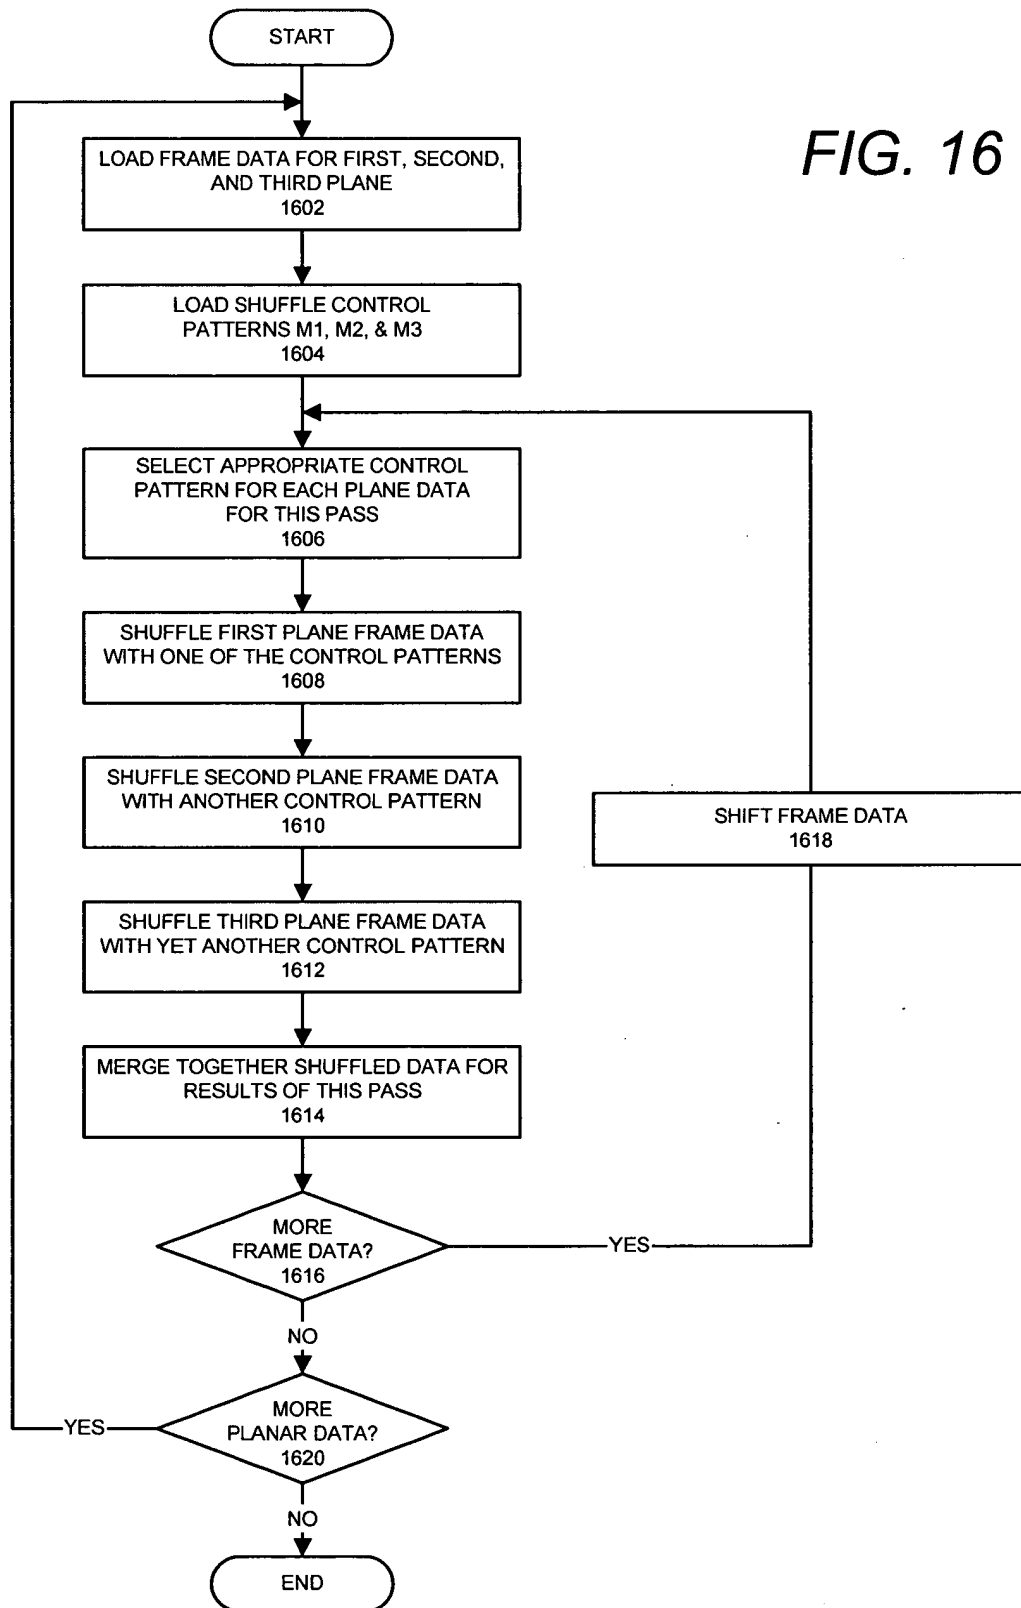 START
FIG. 16
LOAD FRAME DATA FOR FIRST, SECOND,
AND THIRD PLANE
1602
LOAD SHUFFLE CONTROL
PATTERNS M1, M2, & M3
1604
SELECT APPROPRIATE CONTROL
PATTERN FOR EACH PLANE DATA
FOR THIS PASS
1606
SHUFFLE FIRST PLANE FRAME DATA
WITH ONE OF THE CONTROL PATTERNS
1608
SHUFFLE SECOND PLANE FRAME DATA
WITH ANOTHER CONTROL PATTERN
1610
SHIFT FRAME DATA
1618
SHUFFLE THIRD PLANE FRAME DATA
WITH YET ANOTHER CONTROL PATTERN
1612
MERGE TOGETHER SHUFFLED DATA FOR
RESULTS OF THIS PASS
1614
MORE
FRAME DATA?
1616
YES
NO
MORE
PLANAR DATA?
1620
YES
NO
END